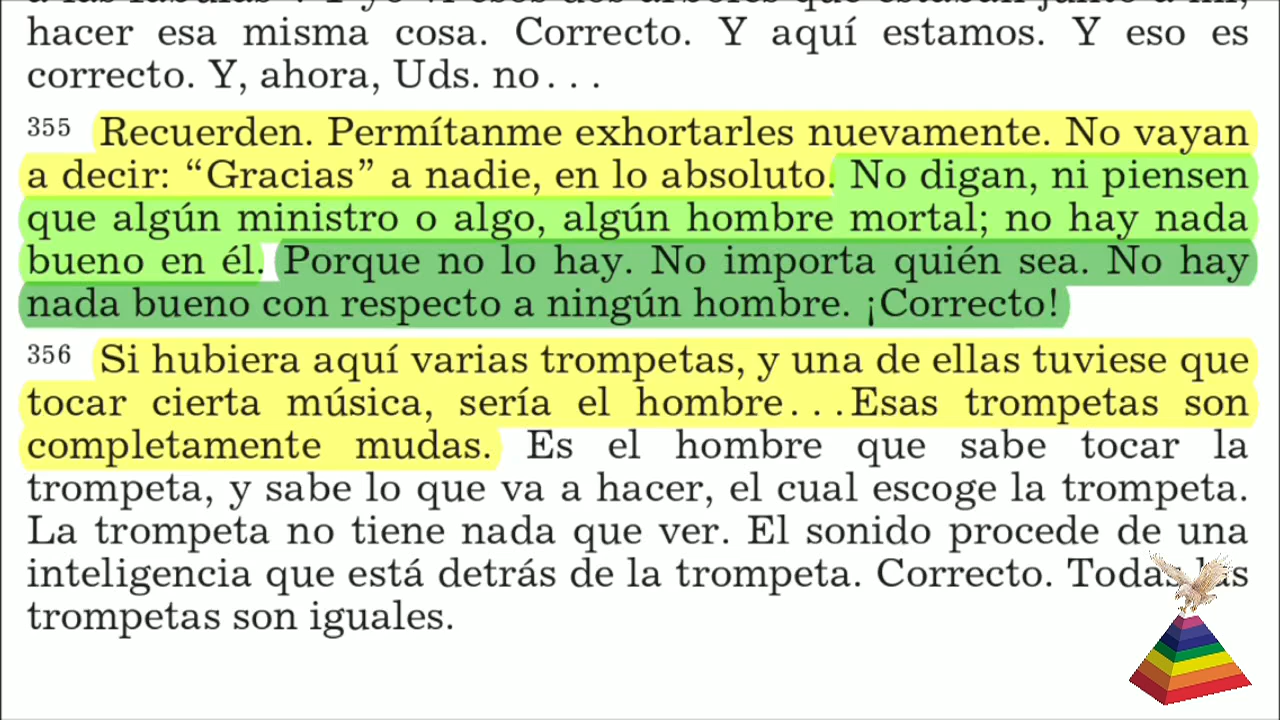 hacer esa misma cosa. Correcto. Y aquí estamos. Y eso es
correcto. Y, ahora, Uds. no. . .
355 Recuerden. Permítanme exhortarles nuevamente. No vayan
a decir: “Gracias” a nadie, en lo absoluto. No digan, ni piensen
que algún ministro o algo, algún hombre mortal; no hay nada
bueno en él. Porque no lo hay. No importa quién sea. No hay
nada bueno con respecto a ningún hombre. ¡Correcto!
356 Si hubiera aquí varias trompetas, y una de ellas tuviese que
tocar cierta música, sería el hombre. . .Esas trompetas son
completamente mudas. Es el hombre que sabe tocar la
trompeta, y sabe lo que va a hacer, el cual escoge la trompeta.
La trompeta no tiene nada que ver. El sonido procede de una
inteligencia que está detrás de la trompeta. Correcto. Todas las
trompetas son iguales.